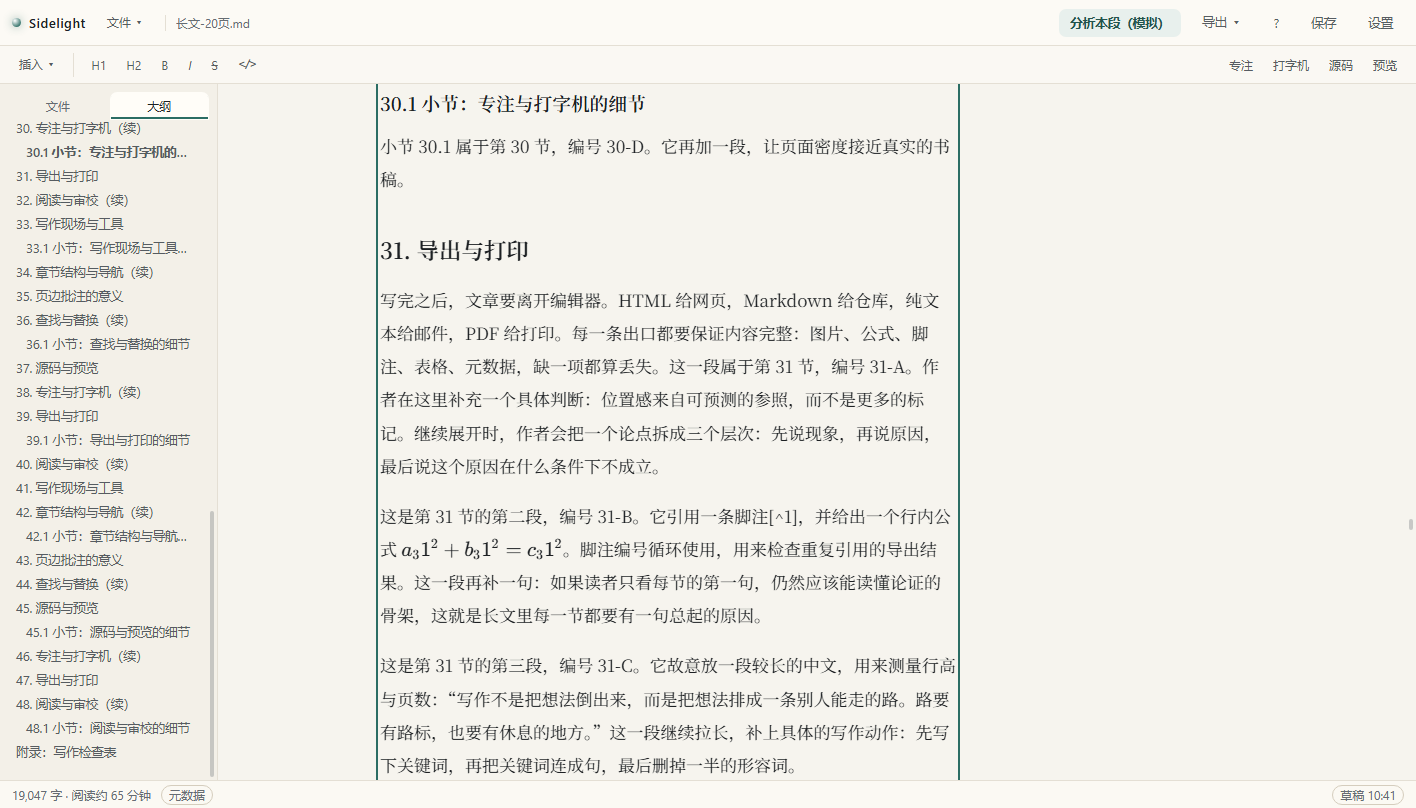 Sidelight 文件 长文-20页.md 分析本段（模拟） 导出 ? 保存 设置
插入 H1 H2 B I S </> 专注 打字机 源码 预览
文件 大纲
30. 专注与打字机（续）
30.1 小节：专注与打字机的...
31. 导出与打印
32. 阅读与审校（续）
33. 写作现场与工具
33.1 小节：写作现场与工具...
34. 章节结构与导航（续）
35. 页边批注的意义
36. 查找与替换（续）
36.1 小节：查找与替换的细节
37. 源码与预览
38. 专注与打字机（续）
39. 导出与打印
39.1 小节：导出与打印的细节
40. 阅读与审校（续）
41. 写作现场与工具
42. 章节结构与导航（续）
42.1 小节：章节结构与导航...
43. 页边批注的意义
44. 查找与替换（续）
45. 源码与预览
45.1 小节：源码与预览的细节
46. 专注与打字机（续）
47. 导出与打印
48. 阅读与审校（续）
48.1 小节：阅读与审校的细节
附录：写作检查表
30.1 小节：专注与打字机的细节
小节 30.1 属于第 30 节，编号 30-D。它再加一段，让页面密度接近真实的书
稿。
31. 导出与打印
写完之后，文章要离开编辑器。HTML 给网页，Markdown 给仓库，纯文
本给邮件，PDF 给打印。每一条出口都要保证内容完整：图片、公式、脚
注、表格、元数据，缺一项都算丢失。这一段属于第 31 节，编号 31-A。作
者在这里补充一个具体判断：位置感来自可预测的参照，而不是更多的标
记。继续展开时，作者会把一个论点拆成三个层次：先说现象，再说原因，
最后说这个原因在什么条件下不成立。
这是第 31 节的第二段，编号 31-B。它引用一条脚注[^1]，并给出一个行内公
式 a₃1² + b₃1² = c₃1²。脚注编号循环使用，用来检查重复引用的导出结
果。这一段再补一句：如果读者只看每节的第一句，仍然应该能读懂论证的
骨架，这就是长文里每一节都要有一句总起的原因。
这是第 31 节的第三段，编号 31-C。它故意放一段较长的中文，用来测量行高
与页数：“写作不是把想法倒出来，而是把想法排成一条别人能走的路。路要
有路标，也要有休息的地方。”这一段继续拉长，补上具体的写作动作：先写
下关键词，再把关键词连成句，最后删掉一半的形容词。
19,047 字 · 阅读约 65 分钟 元数据 草稿 10:41